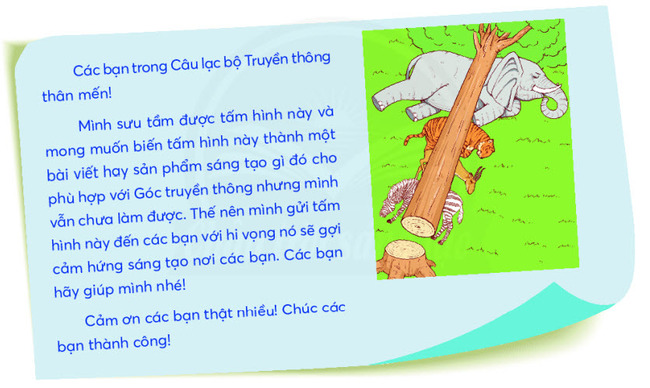 Các bạn trong Câu lạc bộ Truyền thông
thân mến!
Mình sưu tầm được tấm hình này và
mong muốn biến tấm hình này thành một
bài viết hay sản phẩm sáng tạo gì đó cho
phù hợp với Góc truyền thông nhưng mình
vẫn chưa làm được. Thế nên mình gửi tấm
hình này đến các bạn với hi vọng nó sẽ gợi
cảm hứng sáng tạo nơi các bạn. Các bạn
hãy giúp mình nhé!
Cảm ơn các bạn thật nhiều! Chúc các
bạn thành công!